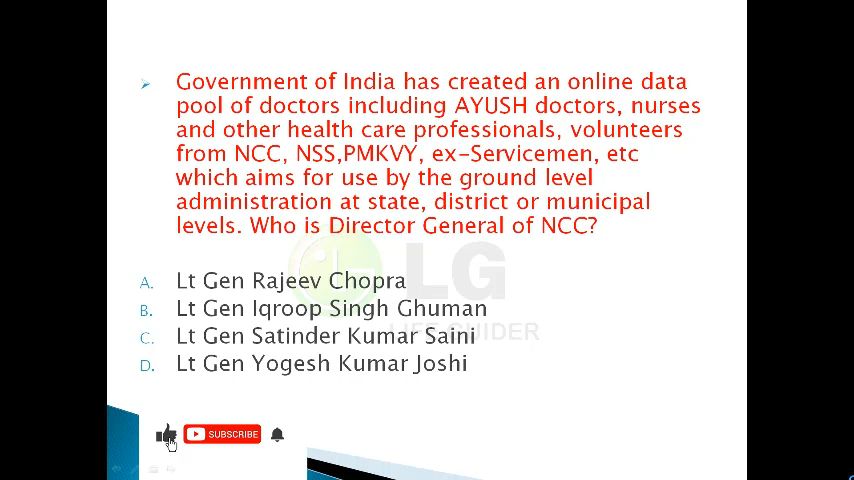 Government of India has created an online data
pool of doctors including AYUSH doctors, nurses
and other health care professionals, volunteers
from NCC, NSS,PMKVY, ex-Servicemen, etc
which aims for use by the ground level
administration at state, district or municipal
levels. Who is Director General of NCC?
A. Lt Gen Rajeev Chopra
B. Lt Gen Iqroop Singh Ghuman
C. Lt Gen Satinder Kumar Saini
D. Lt Gen Yogesh Kumar Joshi
LG
LIFE GUIDER
SUBSCRIBE